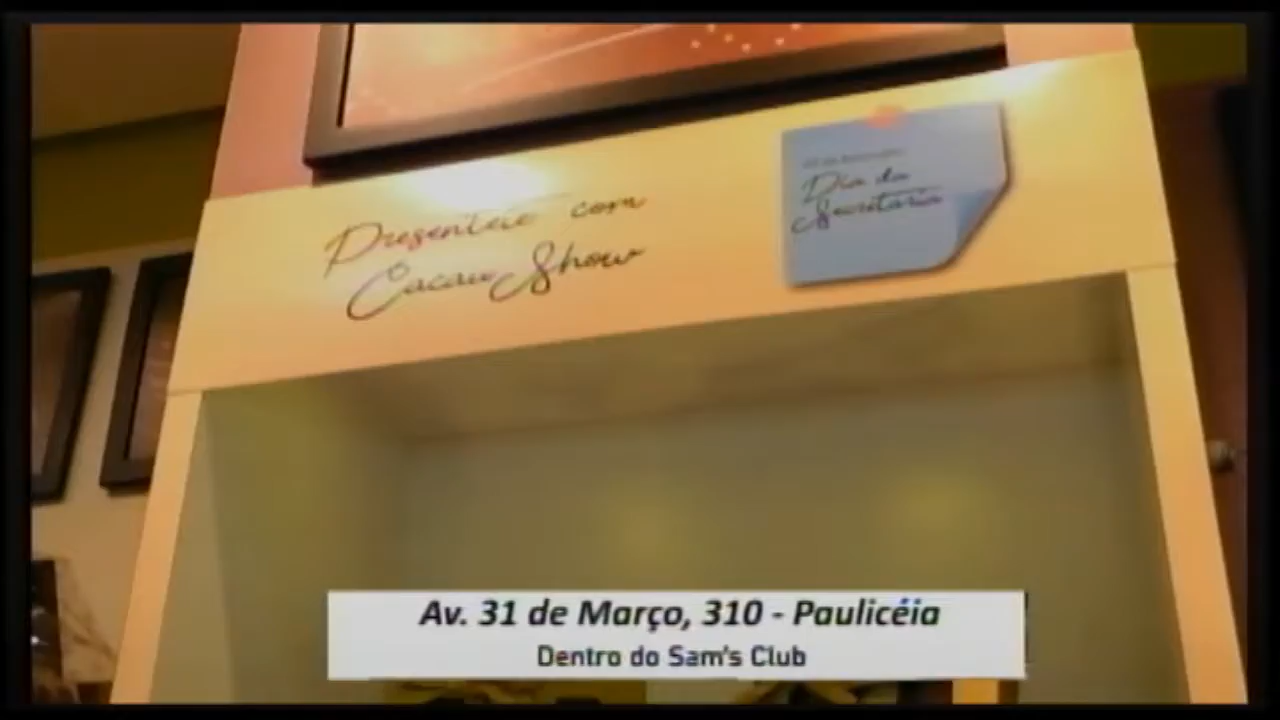 Presenteie com
Cacau Show
Dia da
Secretária
Av. 31 de Março, 310 - Paulicéia
Dentro do Sam's Club